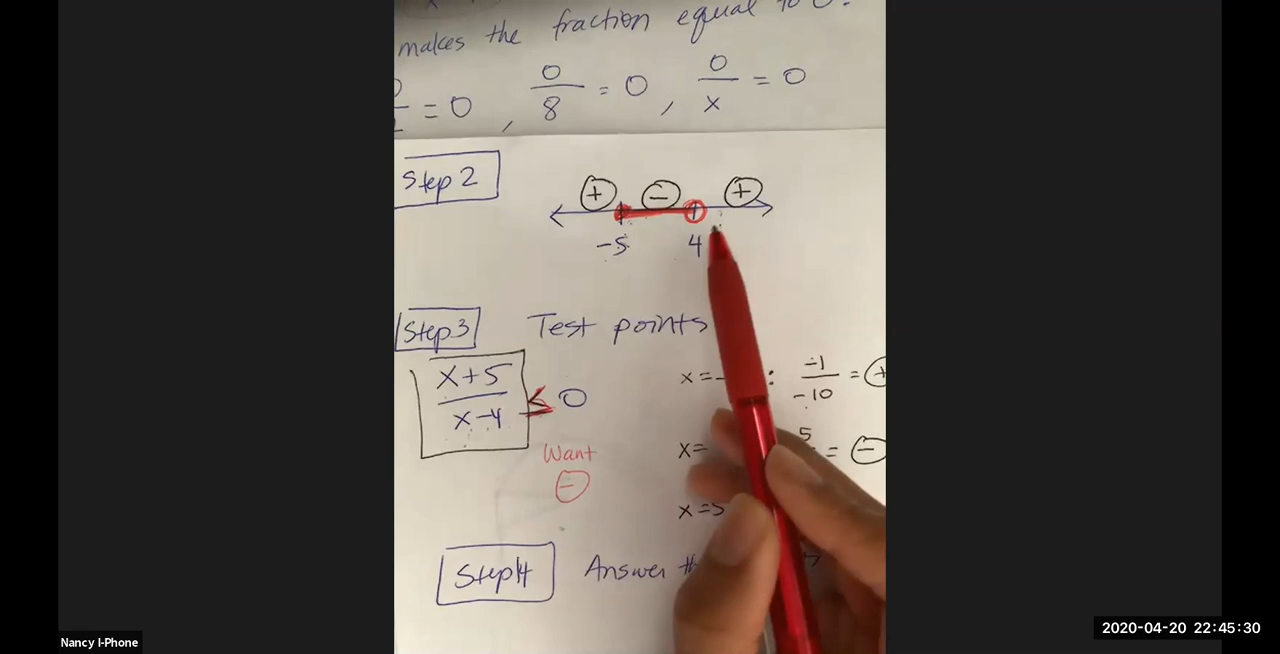 makes the fraction equal to 0.
= 0 , 0/8 = 0 , 0/x = 0
Step 2
+ − +
-5 4
Step 3 Test points
x+5/x-4 ≤ 0
x=- : -1/-10 = +
Want
−
x= 5 = −
x=5
Step 4 Answer
Nancy I-Phone
2020-04-20 22:45:30